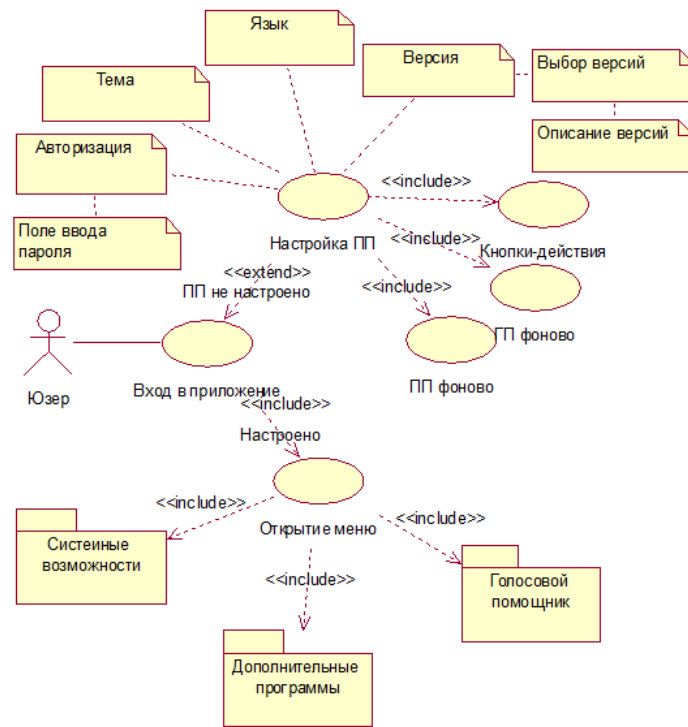 Язык
Версия
Выбор версий
Тема
Описание версий
Авторизация
<<include>>
Поле ввода
пароля
Настройка ПП
<<include>>
Кнопки-действия
<<extend>>
ПП не настроено
<<include>>
ГП фоново
Юзер
Вход в приложение
ПП фоново
<<include>>
Настроено
<<include>>
Открытие меню
<<include>>
Систеиные
возможности
<<include>>
Голосовой
помощник
Дополнительные
программы